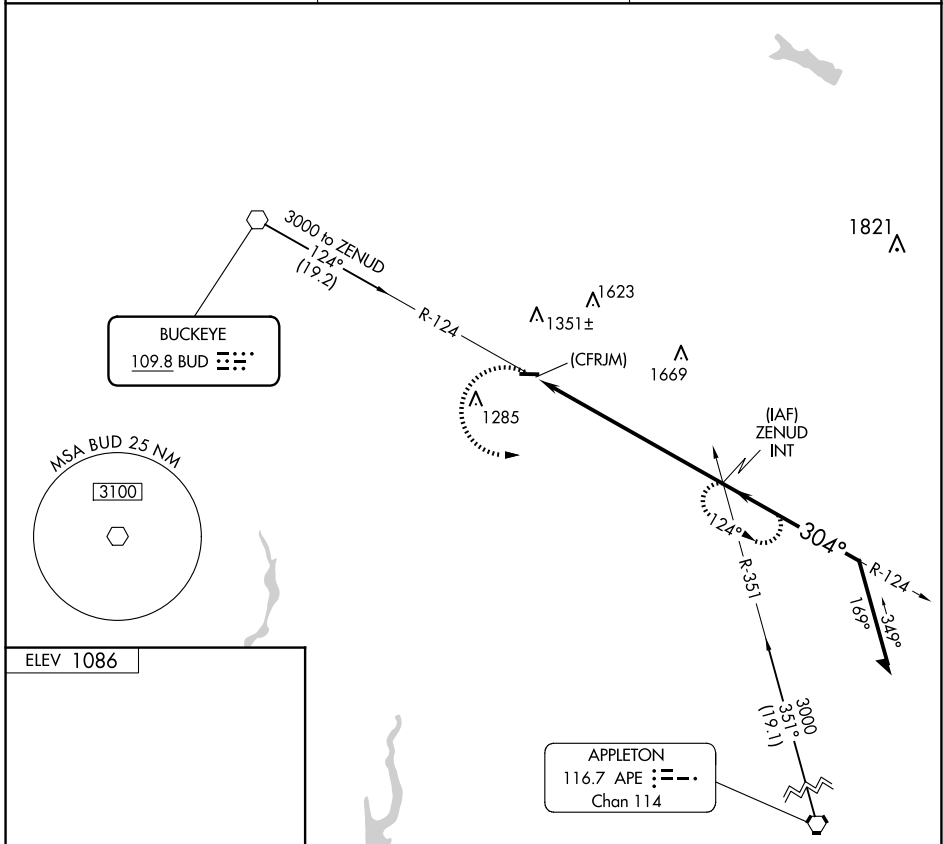 1821
3000 to ZENUD
124°
(19.2)
R-124
1623
1351±
(CFRJM)
1669
BUCKEYE
109.8 BUD
1285
(IAF)
ZENUD
INT
MSA BUD 25 NM
3100
124°
304°
R-124
R-351
169°
349°
ELEV 1086
3000
351°
(19.1)
APPLETON
116.7 APE
Chan 114